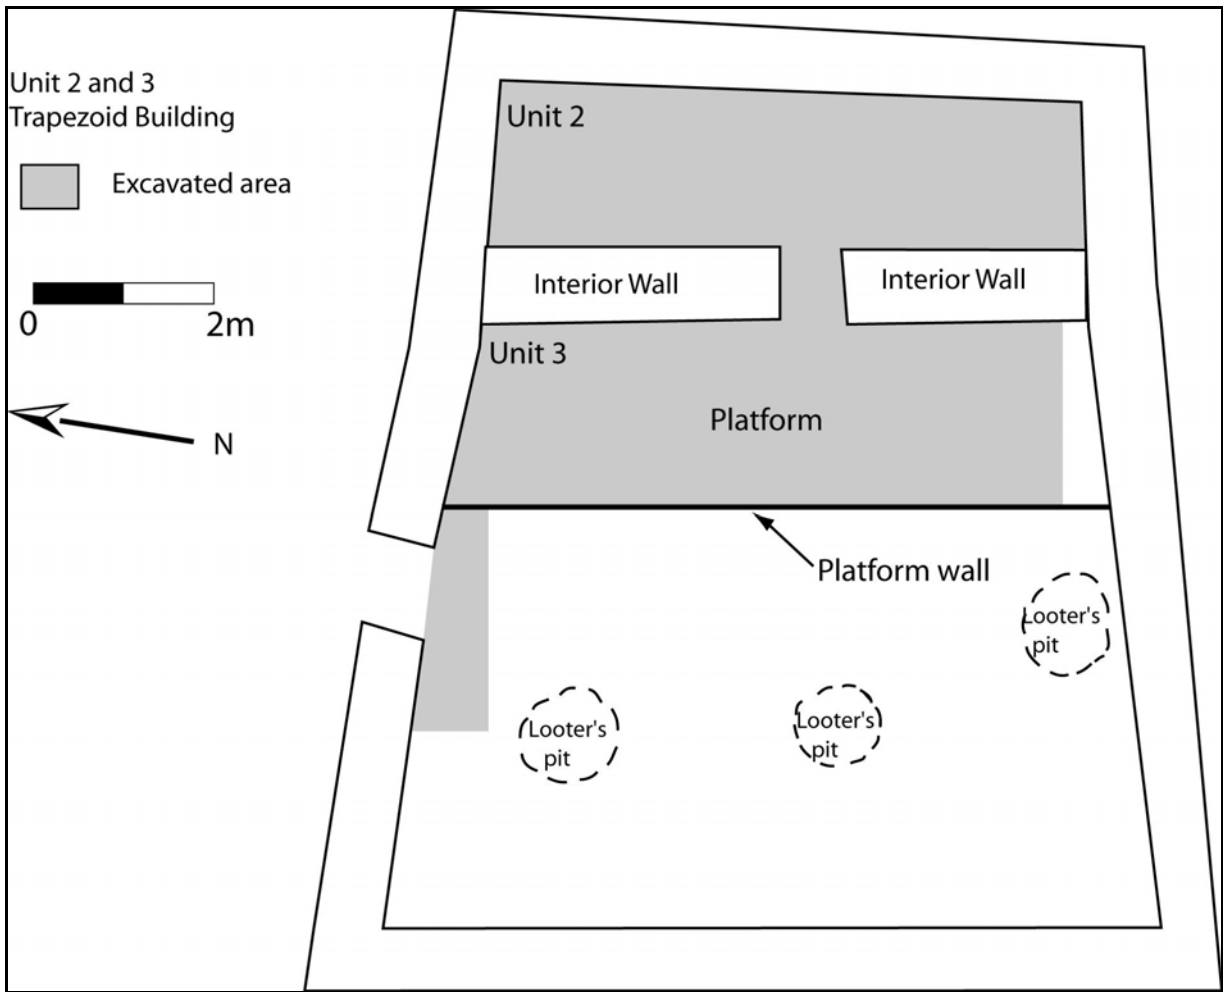 Unit 2 and 3
Trapezoid Building
Excavated area
0 2m
N
Unit 2
Interior Wall
Interior Wall
Unit 3
Platform
Platform wall
Looter's
pit
Looter's
pit
Looter's
pit